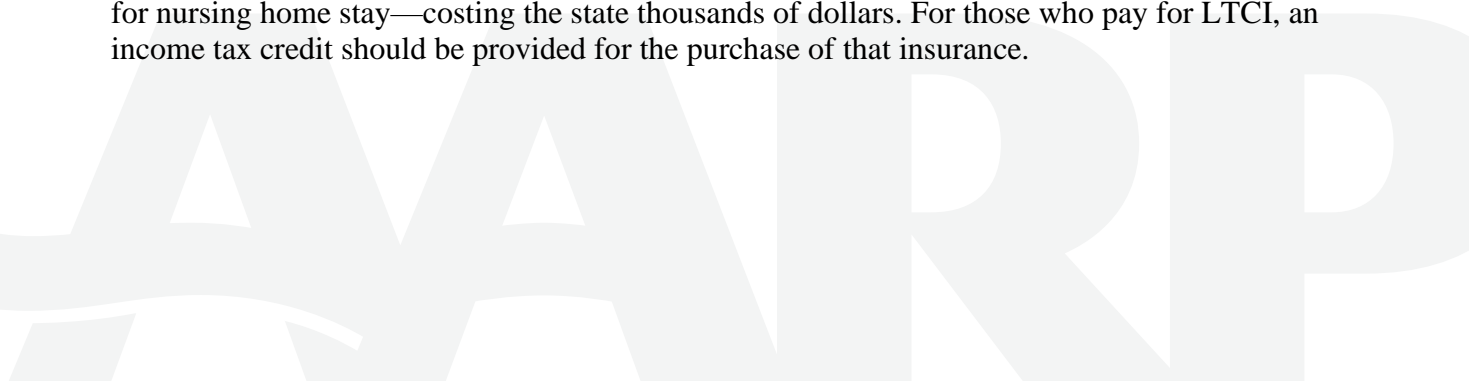 for nursing home stay—costing the state thousands of dollars. For those who pay for LTCI, an
income tax credit should be provided for the purchase of that insurance.
AARP